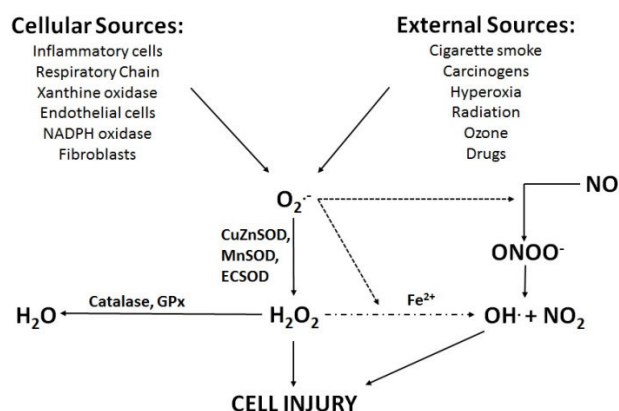 Cellular Sources:
Inflammatory cells
Respiratory Chain
Xanthine oxidase
Endothelial cells
NADPH oxidase
Fibroblasts
External Sources:
Cigarette smoke
Carcinogens
Hyperoxia
Radiation
Ozone
Drugs
O₂·⁻
NO
CuZnSOD,
MnSOD,
ECSOD
ONOO⁻
H₂O
Catalase, GPx
H₂O₂
Fe²⁺
OH· + NO₂
CELL INJURY